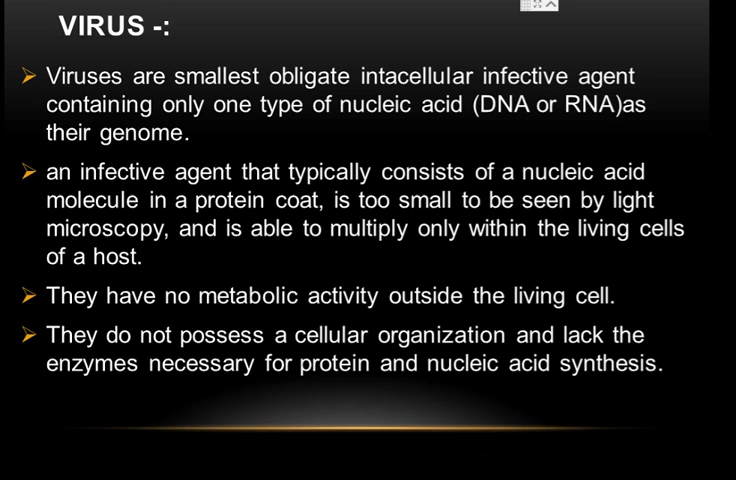 VIRUS -:
➢ Viruses are smallest obligate intacellular infective agent
containing only one type of nucleic acid (DNA or RNA)as
their genome.
➢ an infective agent that typically consists of a nucleic acid
molecule in a protein coat, is too small to be seen by light
microscopy, and is able to multiply only within the living cells
of a host.
➢ They have no metabolic activity outside the living cell.
➢ They do not possess a cellular organization and lack the
enzymes necessary for protein and nucleic acid synthesis.